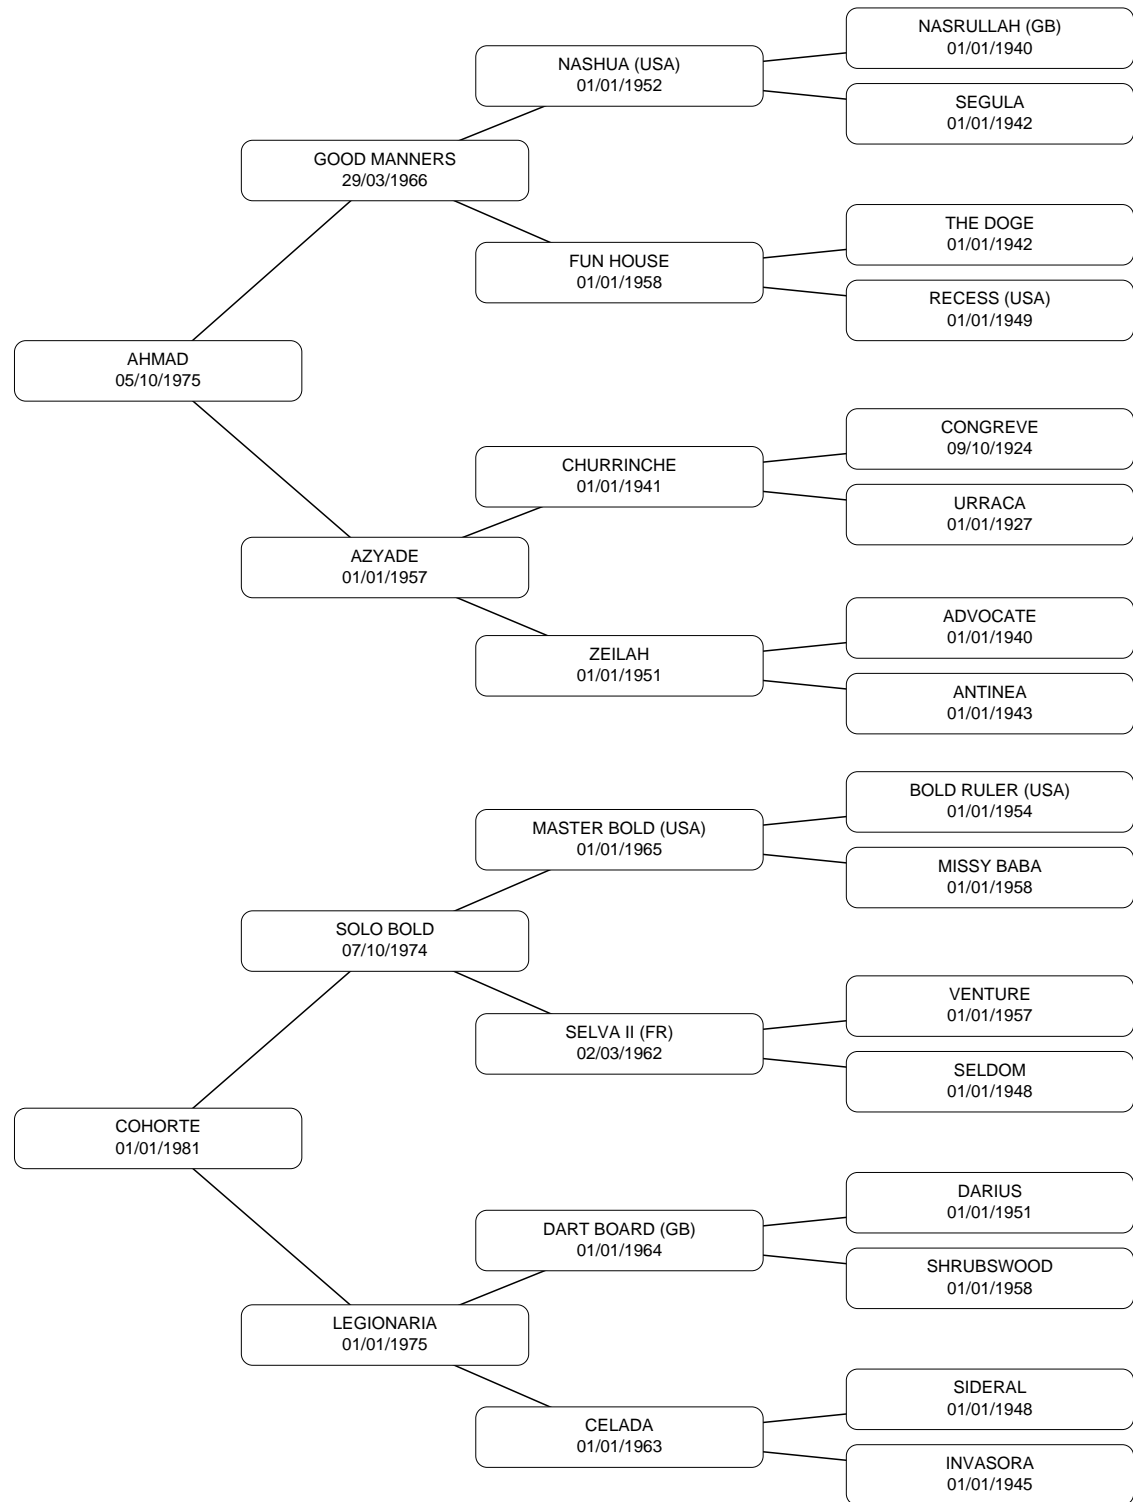 NASRULLAH (GB)
01/01/1940
NASHUA (USA)
01/01/1952
SEGULA
01/01/1942
GOOD MANNERS
29/03/1966
THE DOGE
01/01/1942
FUN HOUSE
01/01/1958
RECESS (USA)
01/01/1949
AHMAD
05/10/1975
CONGREVE
09/10/1924
CHURRINCHE
01/01/1941
URRACA
01/01/1927
AZYADE
01/01/1957
ADVOCATE
01/01/1940
ZEILAH
01/01/1951
ANTINEA
01/01/1943
BOLD RULER (USA)
01/01/1954
MASTER BOLD (USA)
01/01/1965
MISSY BABA
01/01/1958
SOLO BOLD
07/10/1974
VENTURE
01/01/1957
SELVA II (FR)
02/03/1962
SELDOM
01/01/1948
COHORTE
01/01/1981
DARIUS
01/01/1951
DART BOARD (GB)
01/01/1964
SHRUBSWOOD
01/01/1958
LEGIONARIA
01/01/1975
SIDERAL
01/01/1948
CELADA
01/01/1963
INVASORA
01/01/1945